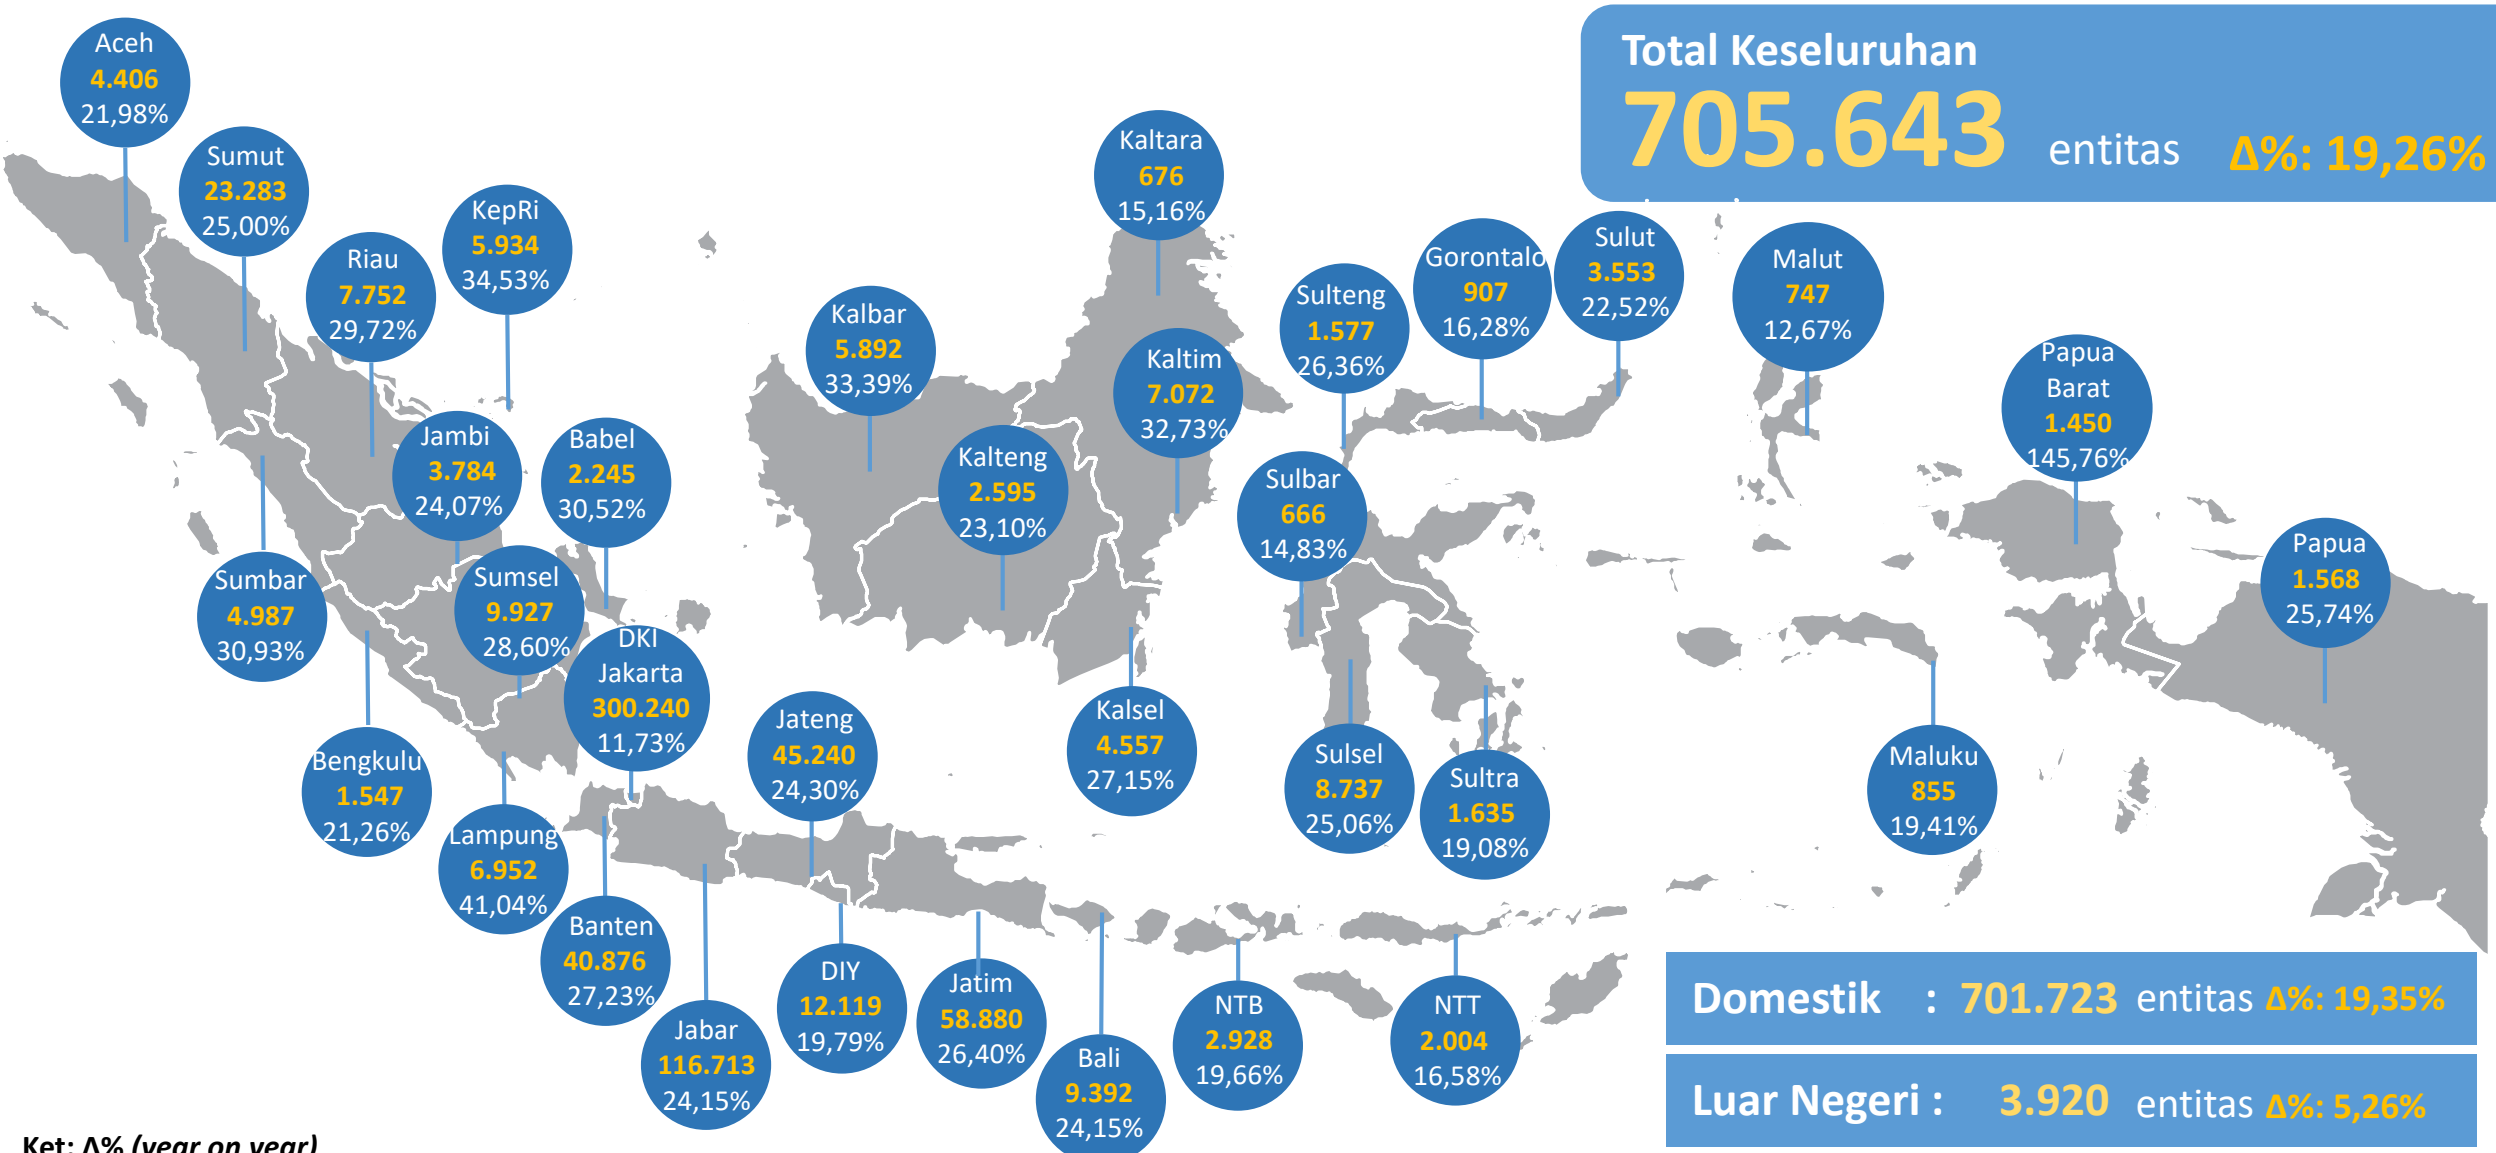 Total Keseluruhan
705.643 entitas Δ%: 19,26%
Aceh
4.406
21,98%
Sumut
23.283
25,00%
Riau
7.752
29,72%
KepRi
5.934
34,53%
Jambi
3.784
24,07%
Babel
2.245
30,52%
Sumbar
4.987
30,93%
Sumsel
9.927
28,60%
Bengkulu
1.547
21,26%
Lampung
6.952
41,04%
DKI
Jakarta
300.240
11,73%
Banten
40.876
27,23%
Jabar
116.713
24,15%
Jateng
45.240
24,30%
DIY
12.119
19,79%
Jatim
58.880
26,40%
Bali
9.392
24,15%
NTB
2.928
19,66%
NTT
2.004
16,58%
Kalbar
5.892
33,39%
Kalteng
2.595
23,10%
Kaltara
676
15,16%
Kaltim
7.072
32,73%
Kalsel
4.557
27,15%
Sulteng
1.577
26,36%
Gorontalo
907
16,28%
Sulut
3.553
22,52%
Sulbar
666
14,83%
Sulsel
8.737
25,06%
Sultra
1.635
19,08%
Malut
747
12,67%
Maluku
855
19,41%
Papua
Barat
1.450
145,76%
Papua
1.568
25,74%
Domestik : 701.723 entitas Δ%: 19,35%
Luar Negeri : 3.920 entitas Δ%: 5,26%
Ket: Δ% (year on year)